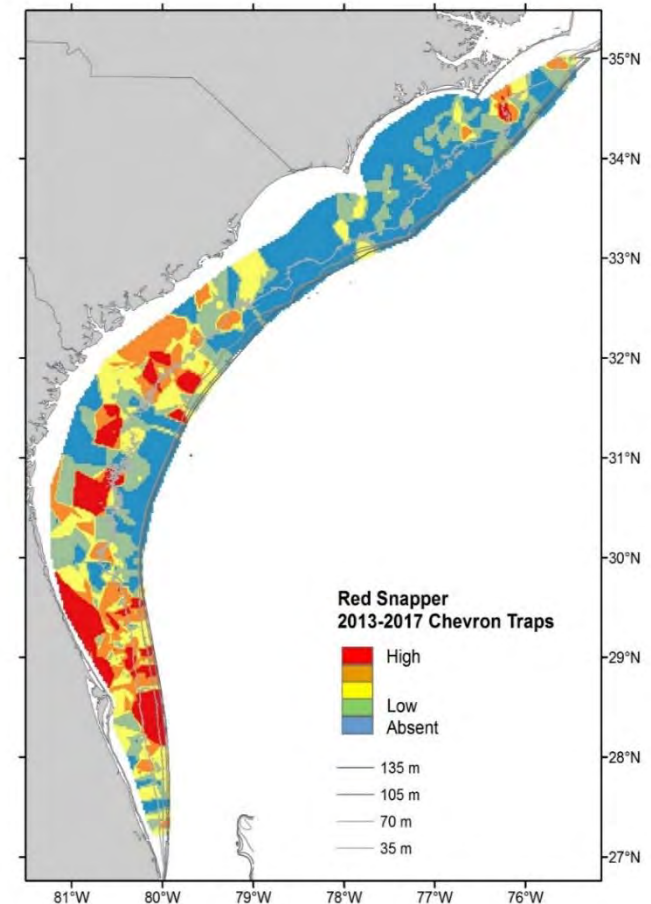 35°N
34°N
33°N
32°N
31°N
30°N
29°N
28°N
27°N
Red Snapper
2013-2017 Chevron Traps
High
Low
Absent
135 m
105 m
70 m
35 m
81°W 80°W 79°W 78°W 77°W 76°W